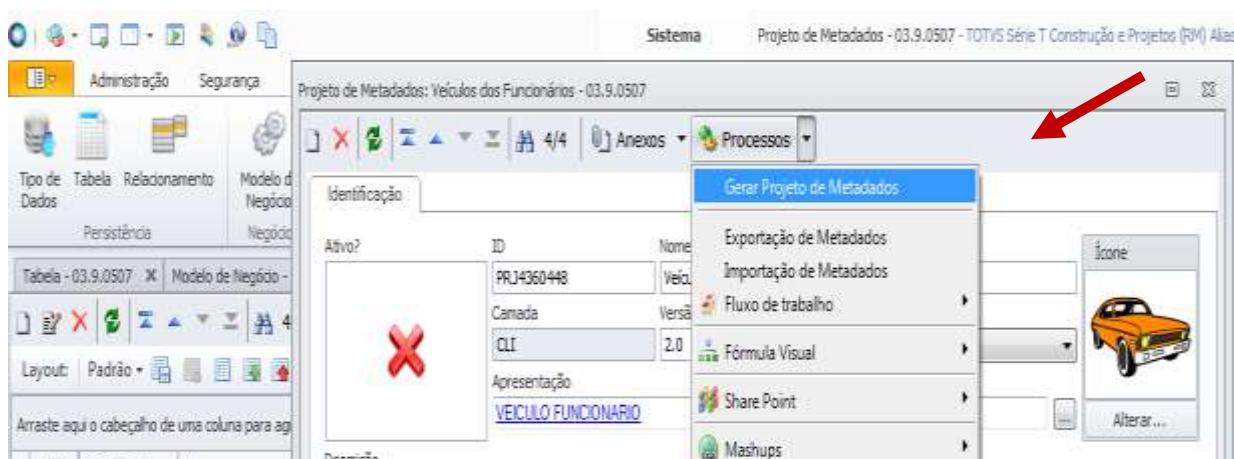 Sistema Projeto de Metadados - 03.9.0507 - TOTVS Série T Construção e Projetos (RM) Alias
Administração Segurança
Projeto de Metadados: Veículos dos Funcionários - 03.9.0507
4/4 Anexos Processos
Tipo de Dados Tabela Relacionamento Modelo d Negócio
Persistência Negóci
Identificação
Gerar Projeto de Metadados
Ativo? ID Nome
Exportação de Metadados
Ícone
PRJ4360448 Veícu
Importação de Metadados
Tabela - 03.9.0507 Modelo de Negócio -
Camada Versã
Fluxo de trabalho
4
CLI 2.0
Fórmula Visual
Layout: Padrão
Apresentação
VEICULO FUNCIONARIO
Share Point
...
Alterar...
Arraste aqui o cabeçalho de uma coluna para ag
Mashups